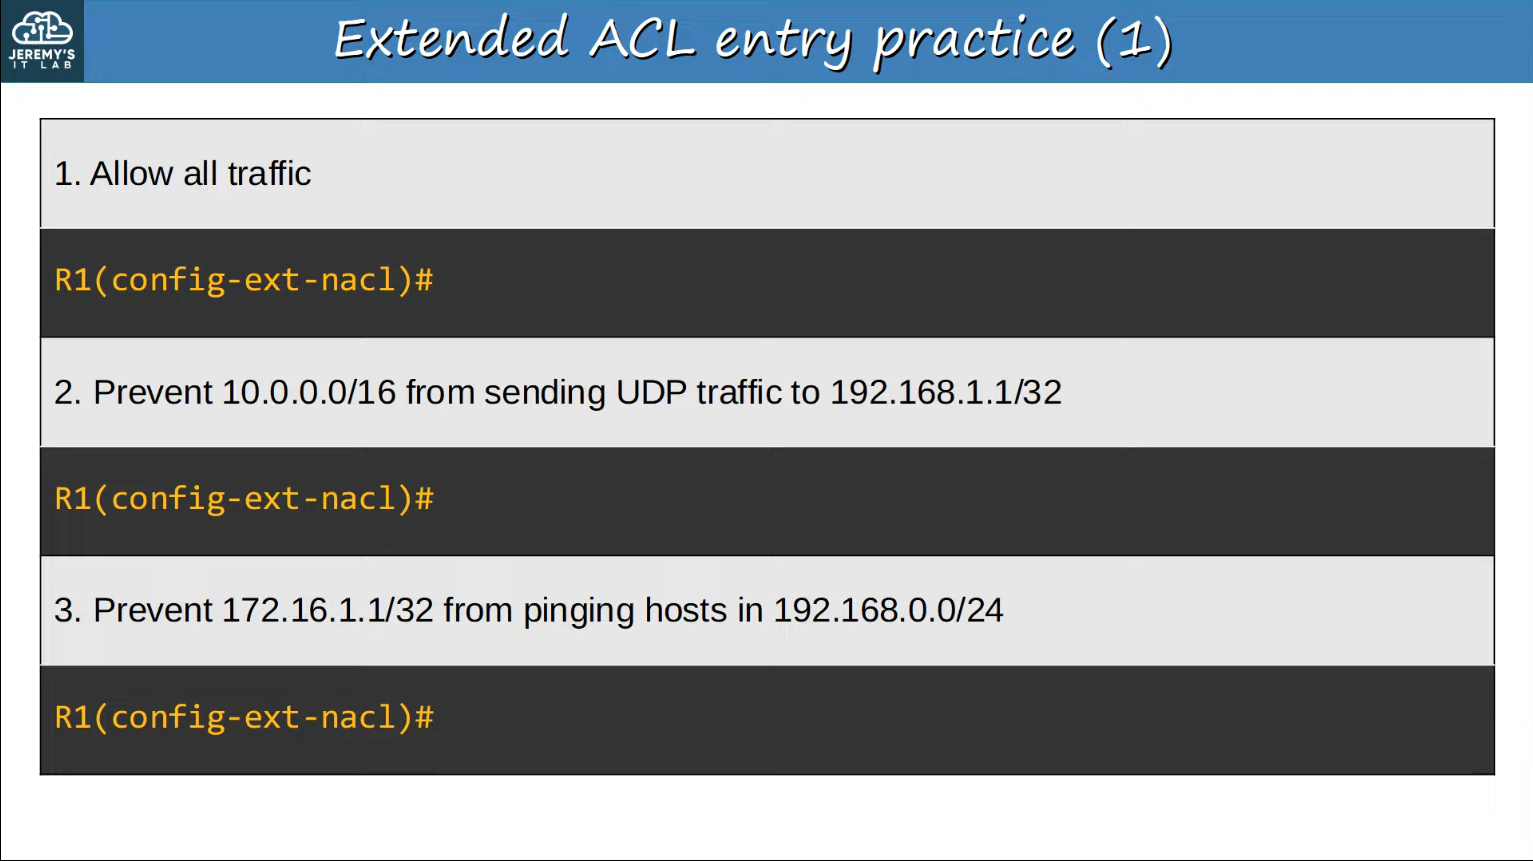 JEREMY'S
IT LAB
Extended ACL entry practice (1)
1. Allow all traffic
R1(config-ext-nacl)#
2. Prevent 10.0.0.0/16 from sending UDP traffic to 192.168.1.1/32
R1(config-ext-nacl)#
3. Prevent 172.16.1.1/32 from pinging hosts in 192.168.0.0/24
R1(config-ext-nacl)#